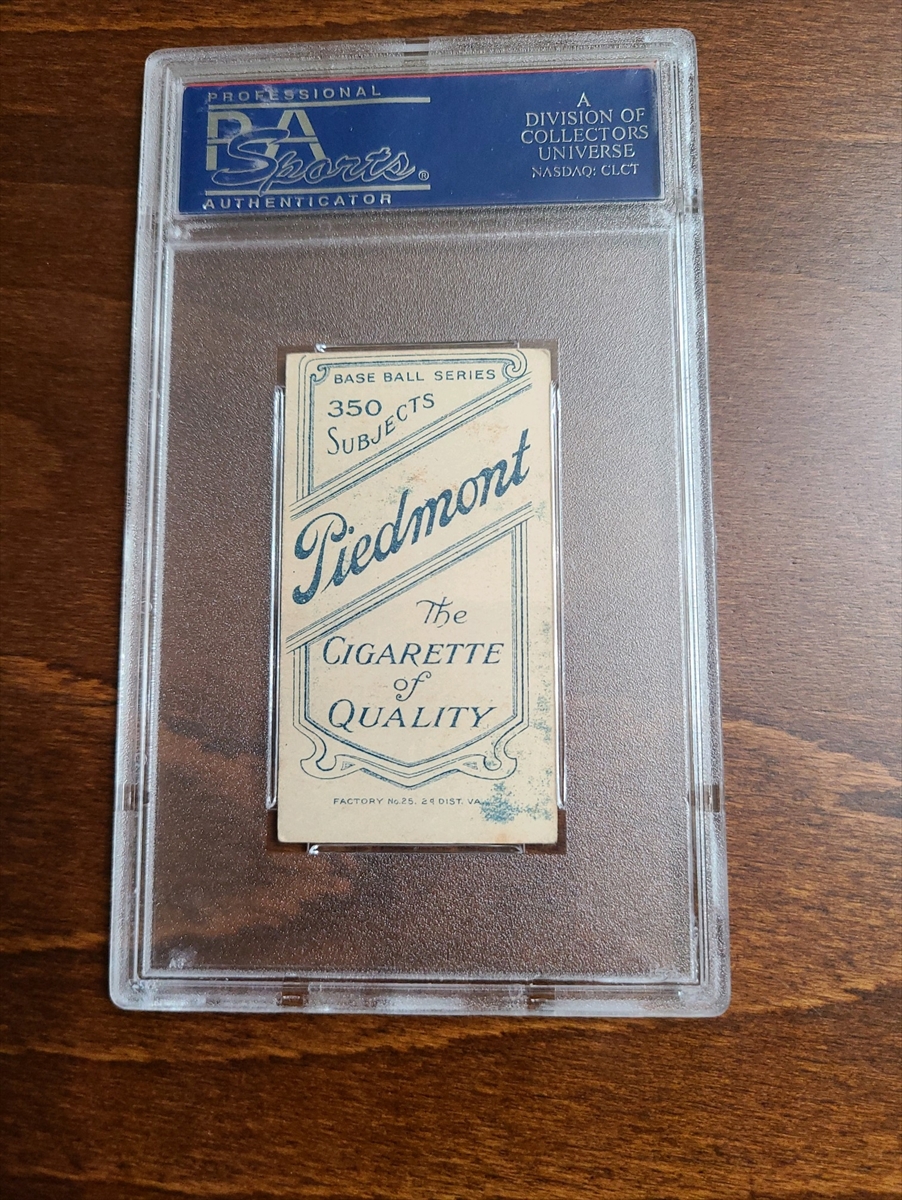 PROFESSIONAL
PSA
Sports®
AUTHENTICATOR
A
DIVISION OF
COLLECTORS
UNIVERSE
NASDAQ: CLCT
BASE BALL SERIES
350
SUBJECTS
Piedmont
The
CIGARETTE
of
QUALITY
FACTORY No. 25, 2d DIST. VA.